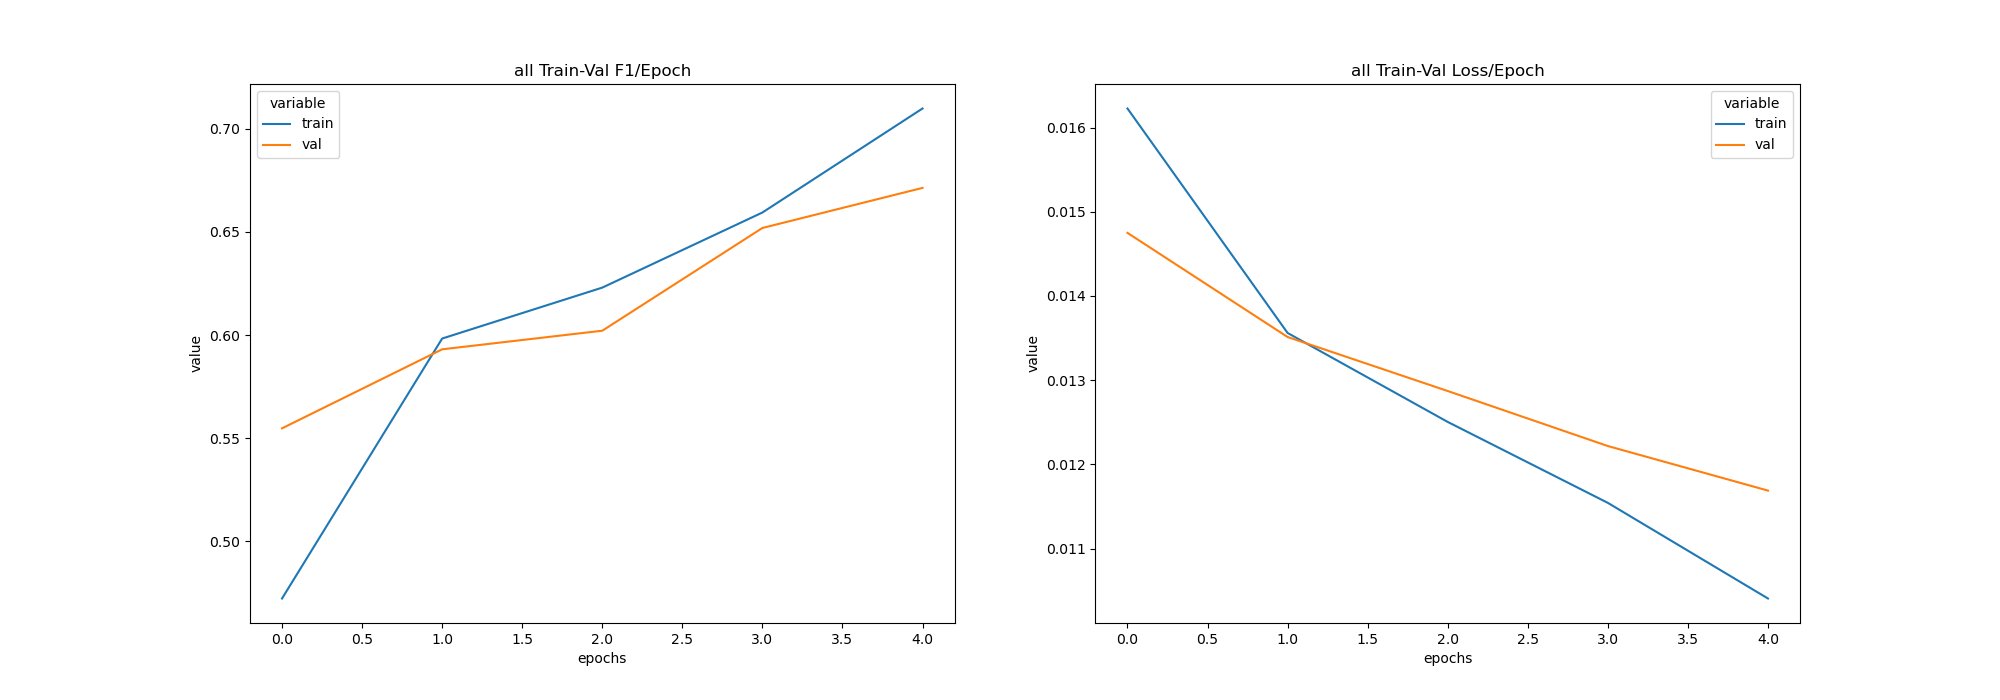 all Train-Val F1/Epoch
variable
train
val
0.70
0.65
0.60
0.55
0.50
value
0.0 0.5 1.0 1.5 2.0 2.5 3.0 3.5 4.0
epochs
all Train-Val Loss/Epoch
variable
train
val
0.016
0.015
0.014
0.013
0.012
0.011
value
0.0 0.5 1.0 1.5 2.0 2.5 3.0 3.5 4.0
epochs